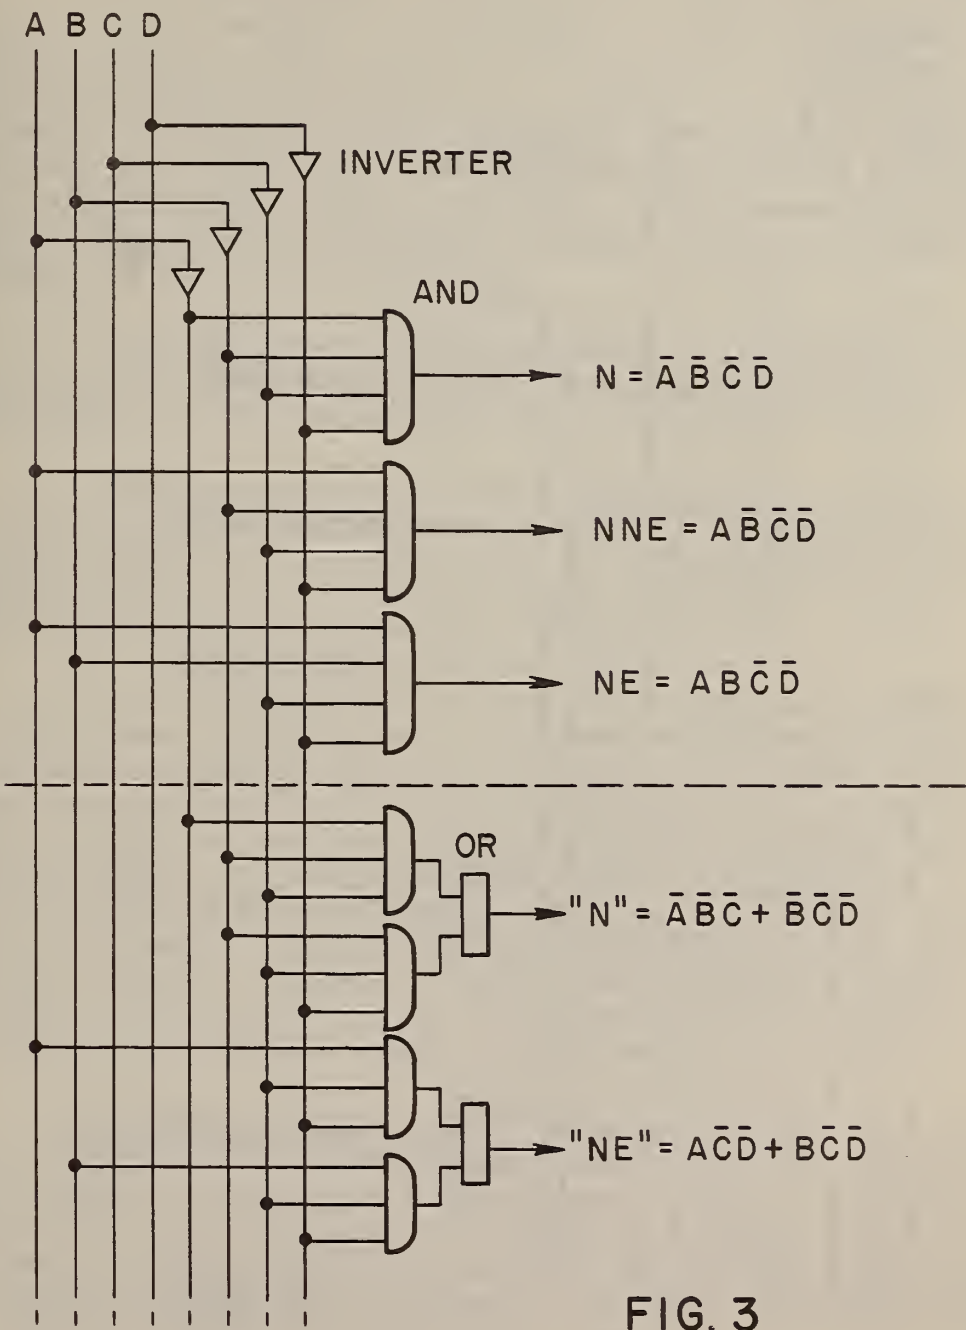 A B C D
INVERTER
AND
N = A̅ B̅ C̅ D̅
NNE = A B̅ C̅ D̅
NE = A B C̅ D̅
OR
"N" = A̅ B̅ C̅ + B̅ C̅ D̅
"NE" = A C̅ D̅ + B C̅ D̅
FIG. 3